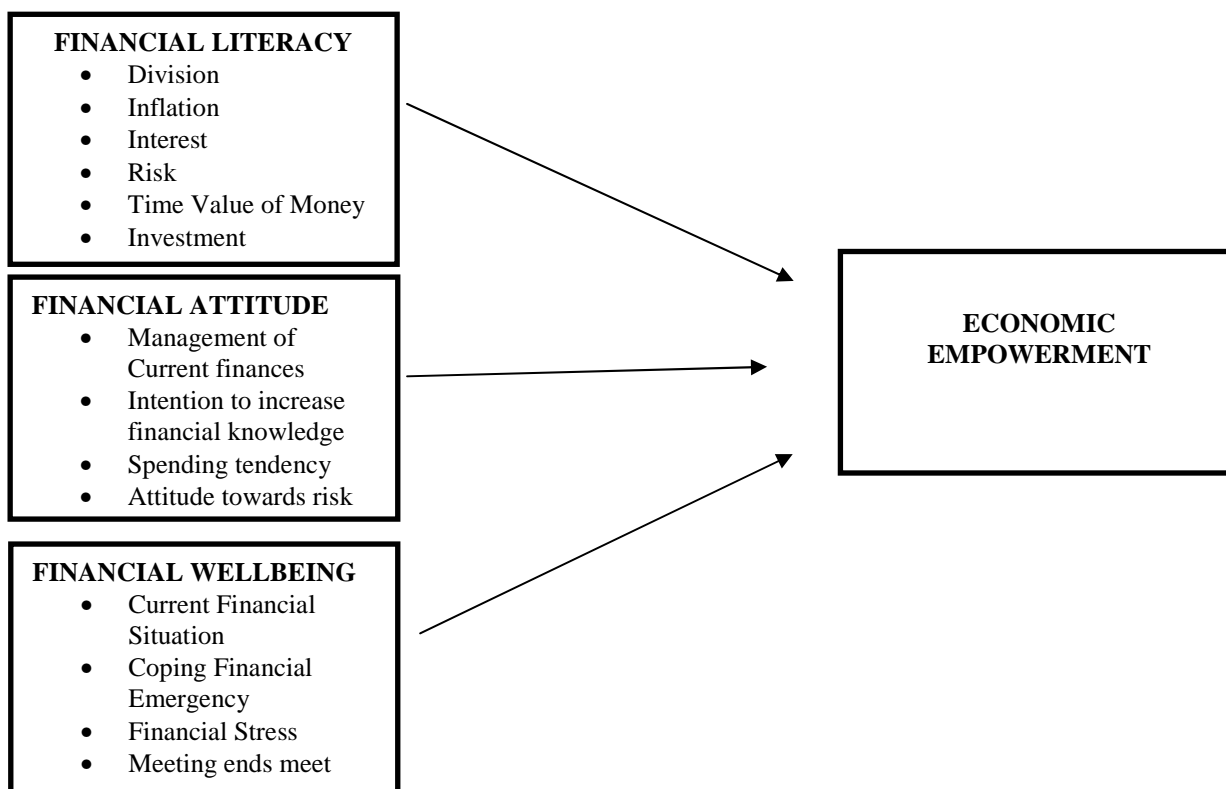 FINANCIAL LITERACY
• Division
• Inflation
• Interest
• Risk
• Time Value of Money
• Investment
FINANCIAL ATTITUDE
• Management of
Current finances
• Intention to increase
financial knowledge
• Spending tendency
• Attitude towards risk
FINANCIAL WELLBEING
• Current Financial
Situation
• Coping Financial
Emergency
• Financial Stress
• Meeting ends meet
ECONOMIC
EMPOWERMENT